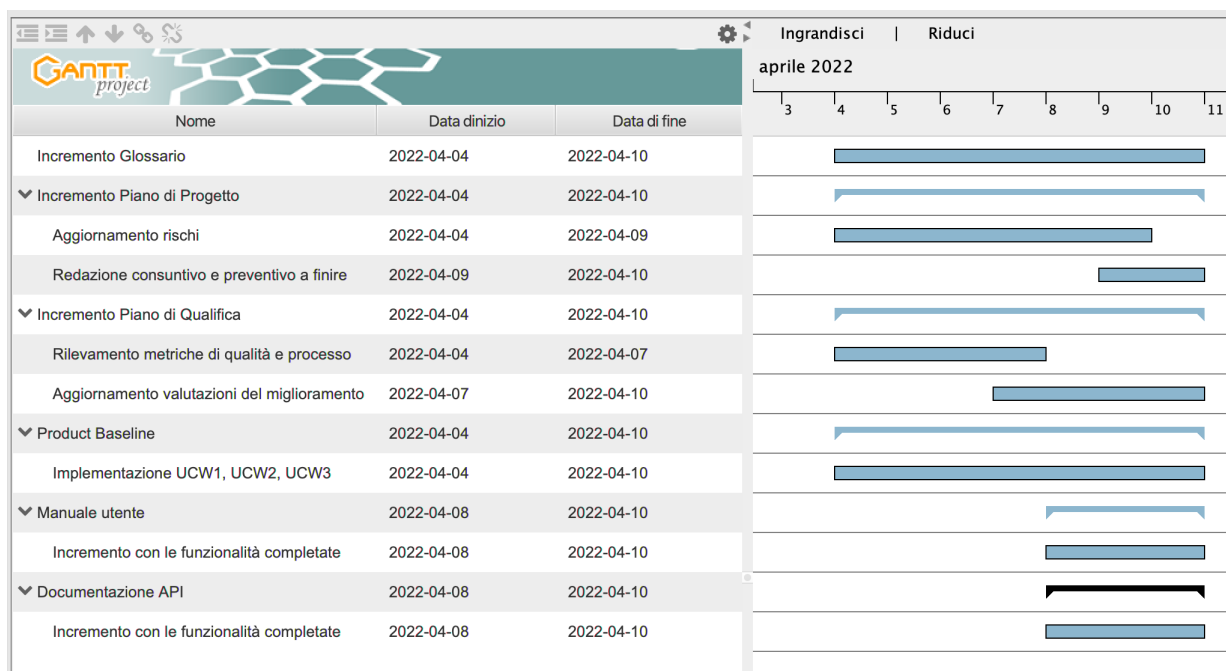 Ingrandisci | Riduci
GANTT project
aprile 2022
3 4 5 6 7 8 9 10 11
Nome Data dinizio Data di fine
Incremento Glossario 2022-04-04 2022-04-10
Incremento Piano di Progetto 2022-04-04 2022-04-10
Aggiornamento rischi 2022-04-04 2022-04-09
Redazione consuntivo e preventivo a finire 2022-04-09 2022-04-10
Incremento Piano di Qualifica 2022-04-04 2022-04-10
Rilevamento metriche di qualità e processo 2022-04-04 2022-04-07
Aggiornamento valutazioni del miglioramento 2022-04-07 2022-04-10
Product Baseline 2022-04-04 2022-04-10
Implementazione UCW1, UCW2, UCW3 2022-04-04 2022-04-10
Manuale utente 2022-04-08 2022-04-10
Incremento con le funzionalità completate 2022-04-08 2022-04-10
Documentazione API 2022-04-08 2022-04-10
Incremento con le funzionalità completate 2022-04-08 2022-04-10